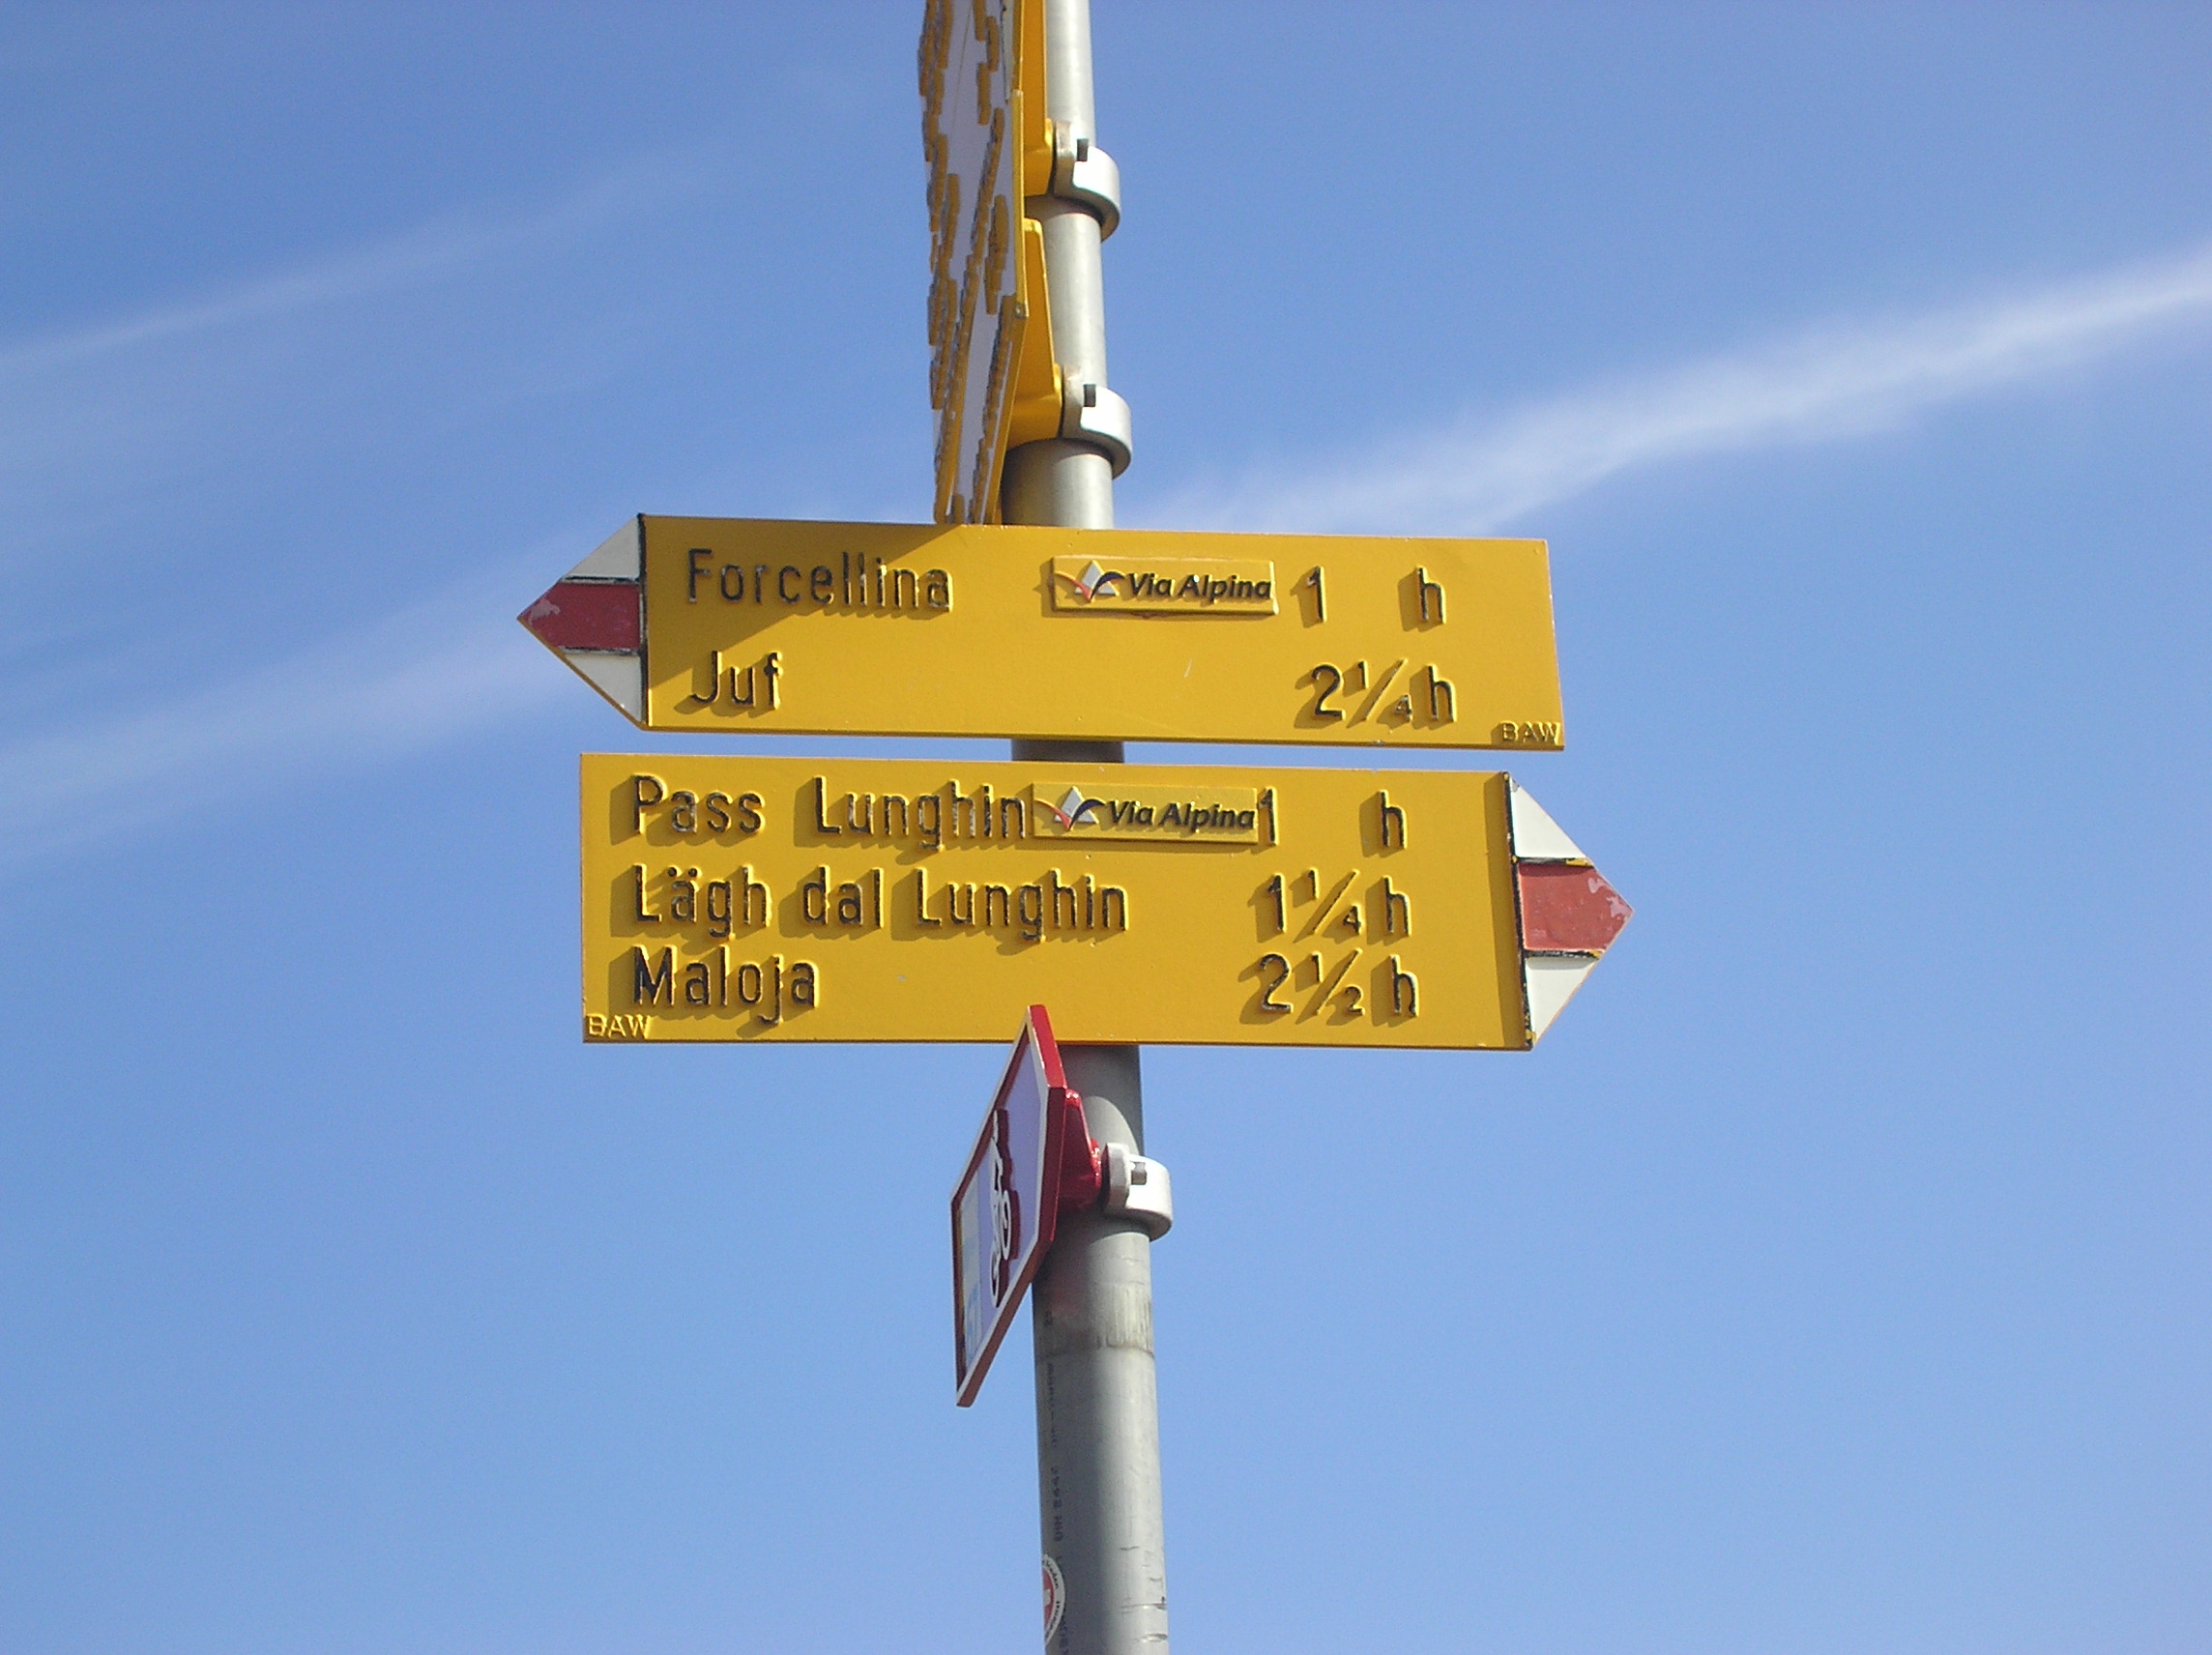 Forcellina Via Alpina 1 h
Juf 2¼ h
BAW
Pass Lunghin Via Alpina 1 h
Lägh dal Lunghin 1¼ h
Maloja 2½ h
BAW